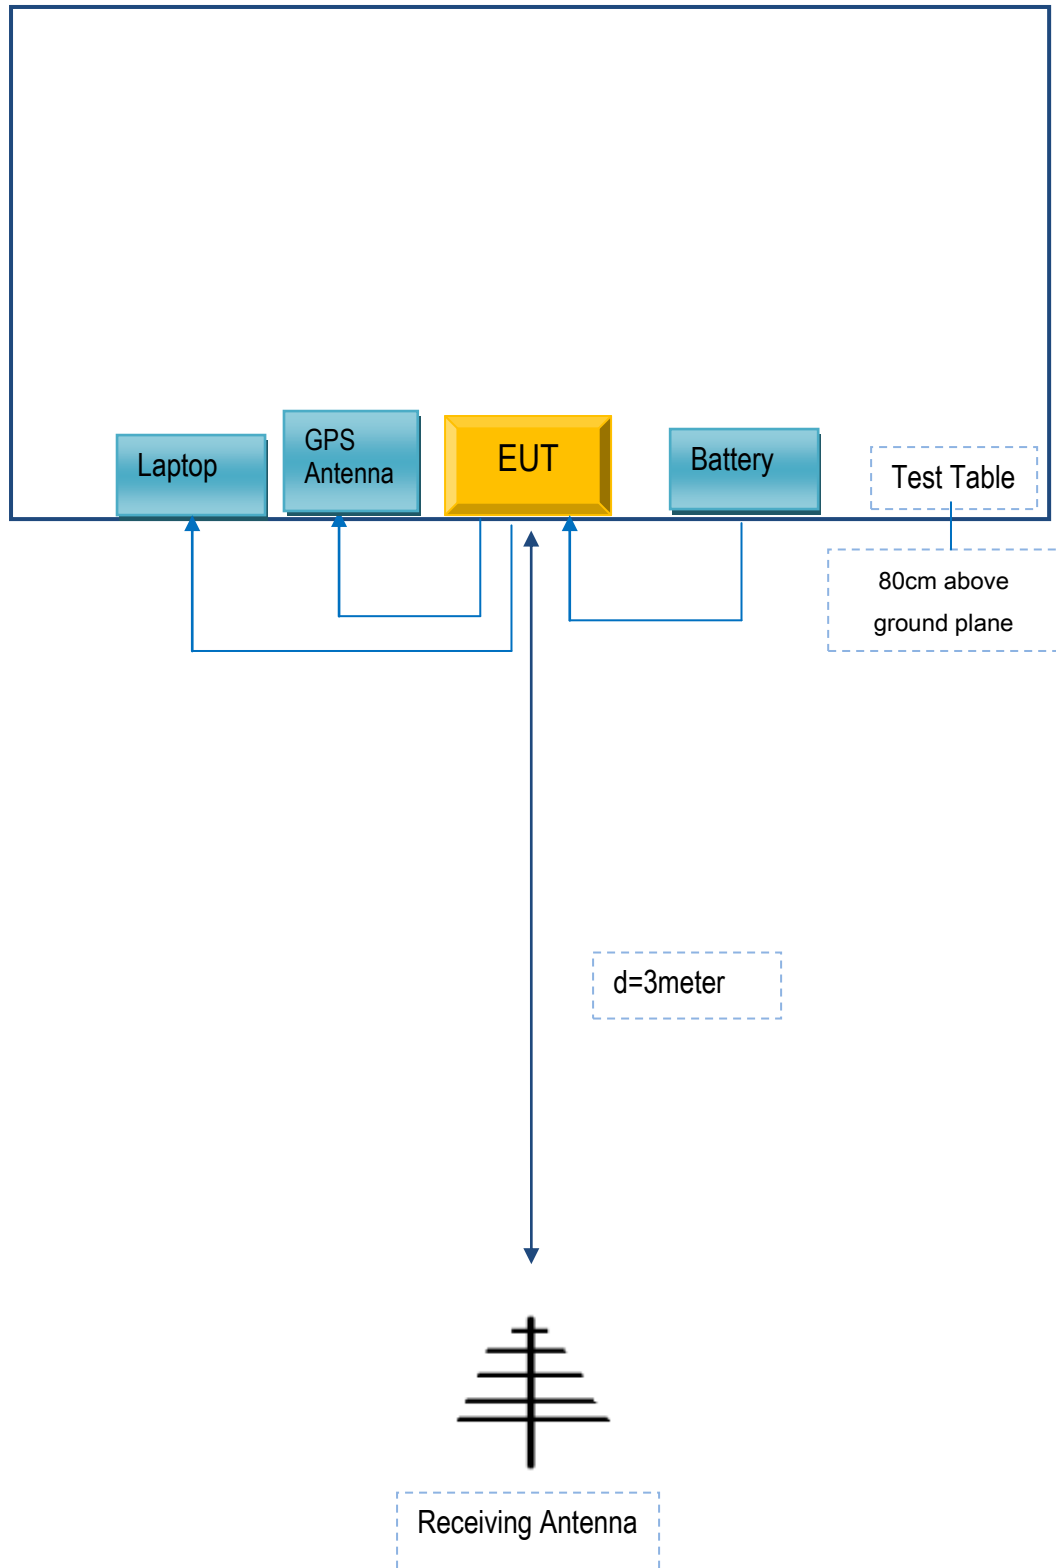 Laptop
GPS
Antenna
EUT
Battery
Test Table
80cm above
ground plane
d=3meter
Receiving Antenna